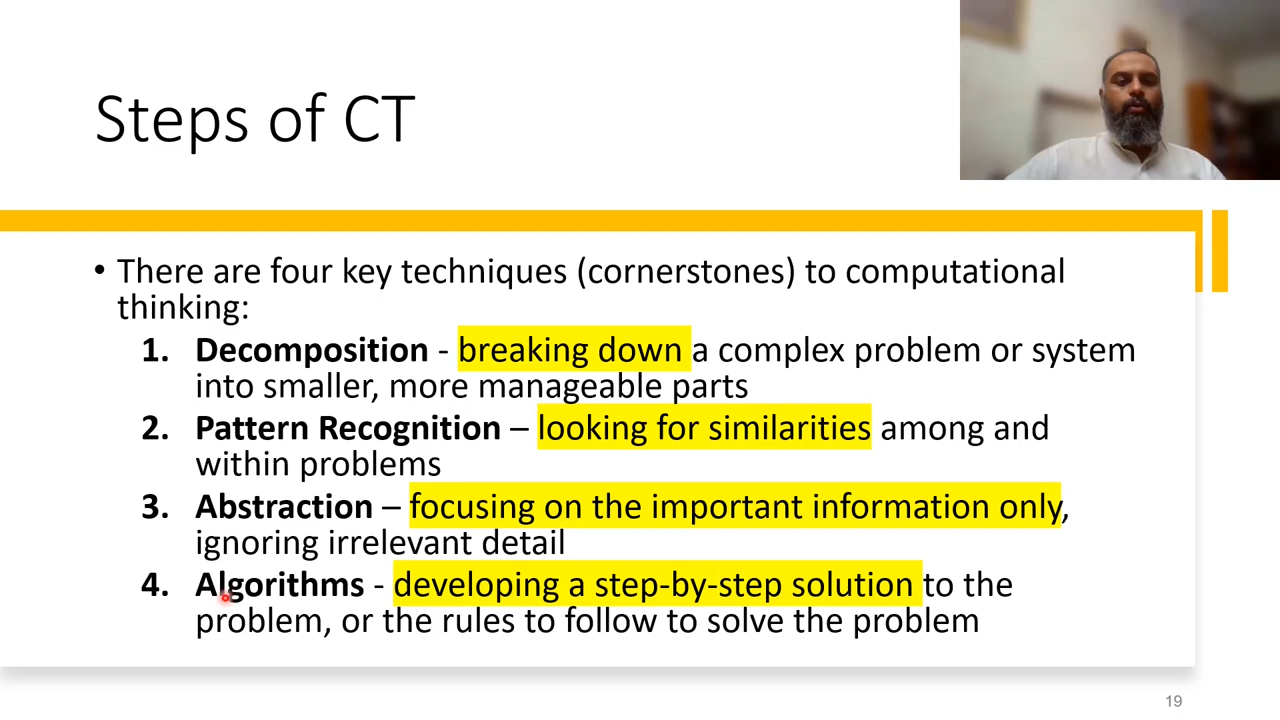 Steps of CT
• There are four key techniques (cornerstones) to computational
thinking:
1. Decomposition - breaking down a complex problem or system
into smaller, more manageable parts
2. Pattern Recognition – looking for similarities among and
within problems
3. Abstraction – focusing on the important information only,
ignoring irrelevant detail
4. Algorithms - developing a step-by-step solution to the
problem, or the rules to follow to solve the problem
19